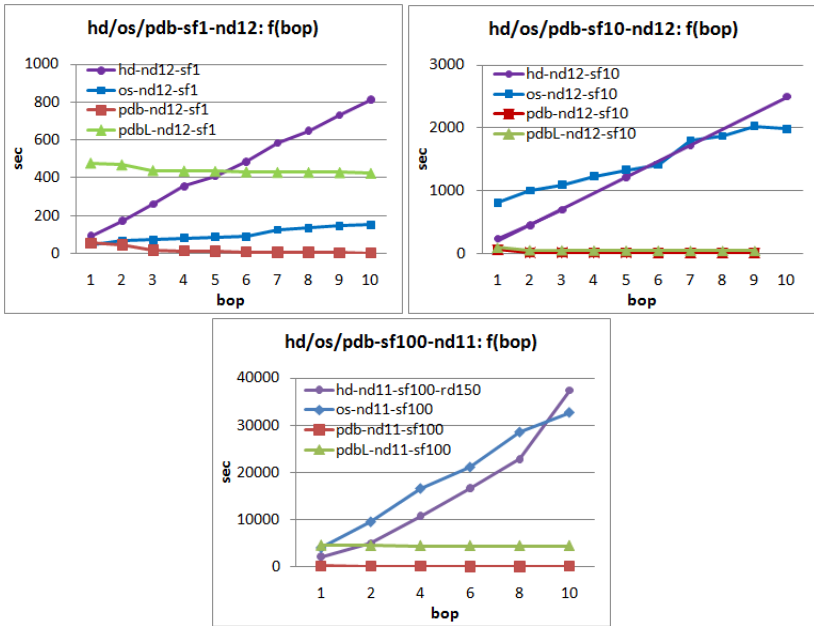 hd/os/pdb-sf1-nd12: f(bop)
1000
800
600
400
200
0
sec
hd-nd12-sf1
os-nd12-sf1
pdb-nd12-sf1
pdbL-nd12-sf1
1 2 3 4 5 6 7 8 9 10
bop
hd/os/pdb-sf10-nd12: f(bop)
3000
2000
1000
0
sec
hd-nd12-sf10
os-nd12-sf10
pdb-nd12-sf10
pdbL-nd12-sf10
1 2 3 4 5 6 7 8 9 10
bop
hd/os/pdb-sf100-nd11: f(bop)
40000
30000
20000
10000
0
sec
hd-nd11-sf100-rd150
os-nd11-sf100
pdb-nd11-sf100
pdbL-nd11-sf100
1 2 4 6 8 10
bop